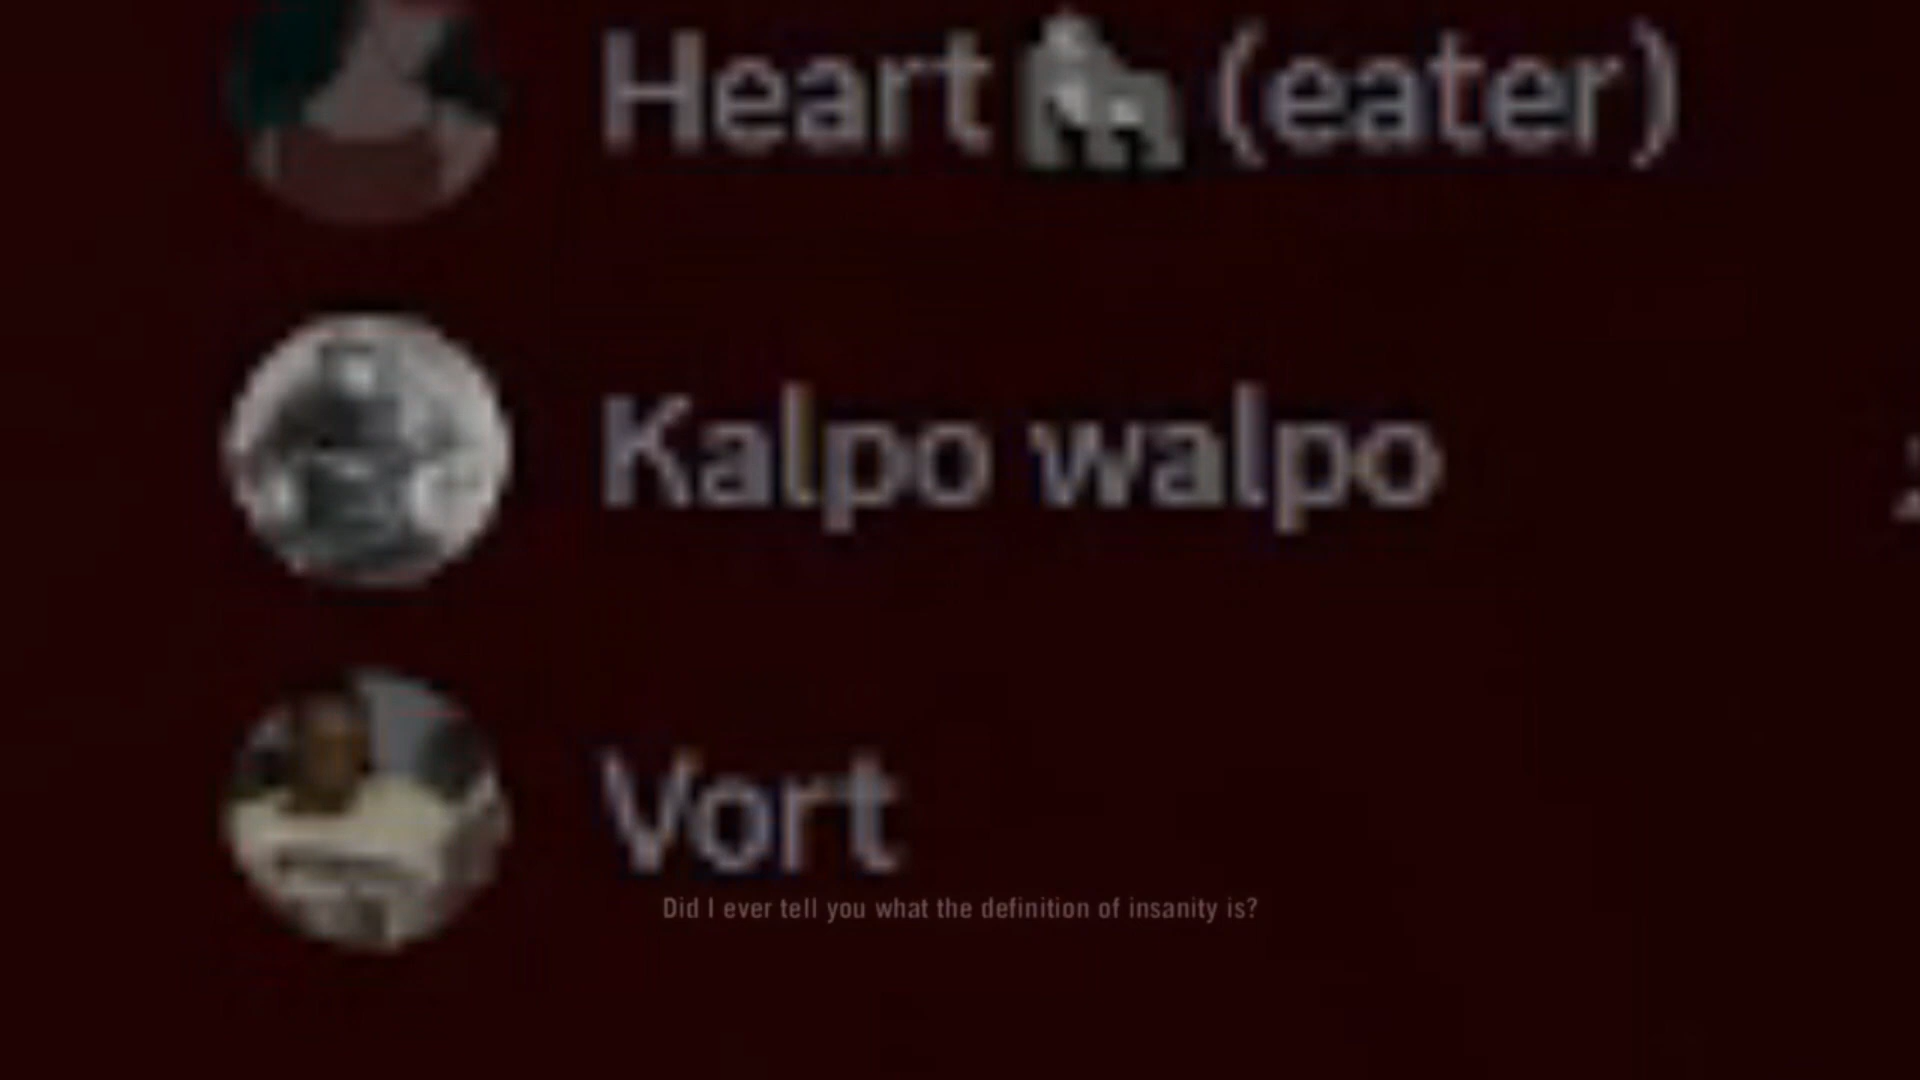 Heart🦍(eater)
Kalpo walpo
Vort
Did I ever tell you what the definition of insanity is?